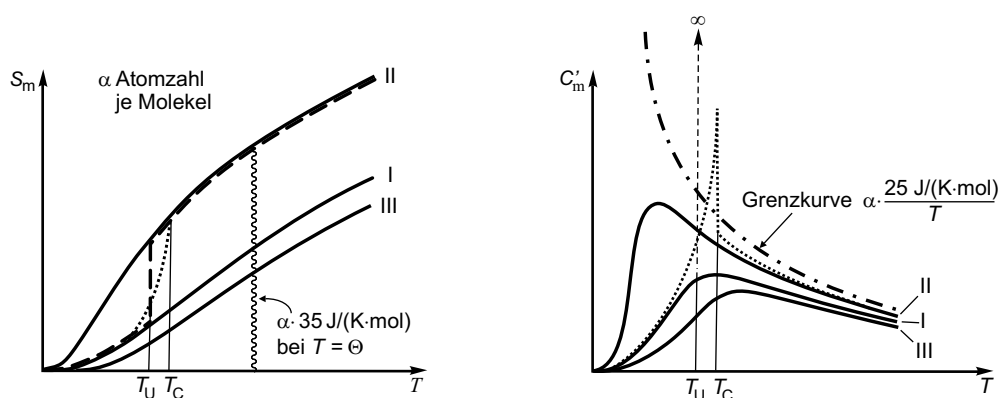 S_m
α Atomzahl
je Molekel
II
I
III
α· 35 J/(K·mol)
bei T = Θ
T_U T_C T
C'_m
∞
Grenzkurve α· 25 J/(K·mol)
T
II
I
III
T_U T_C T